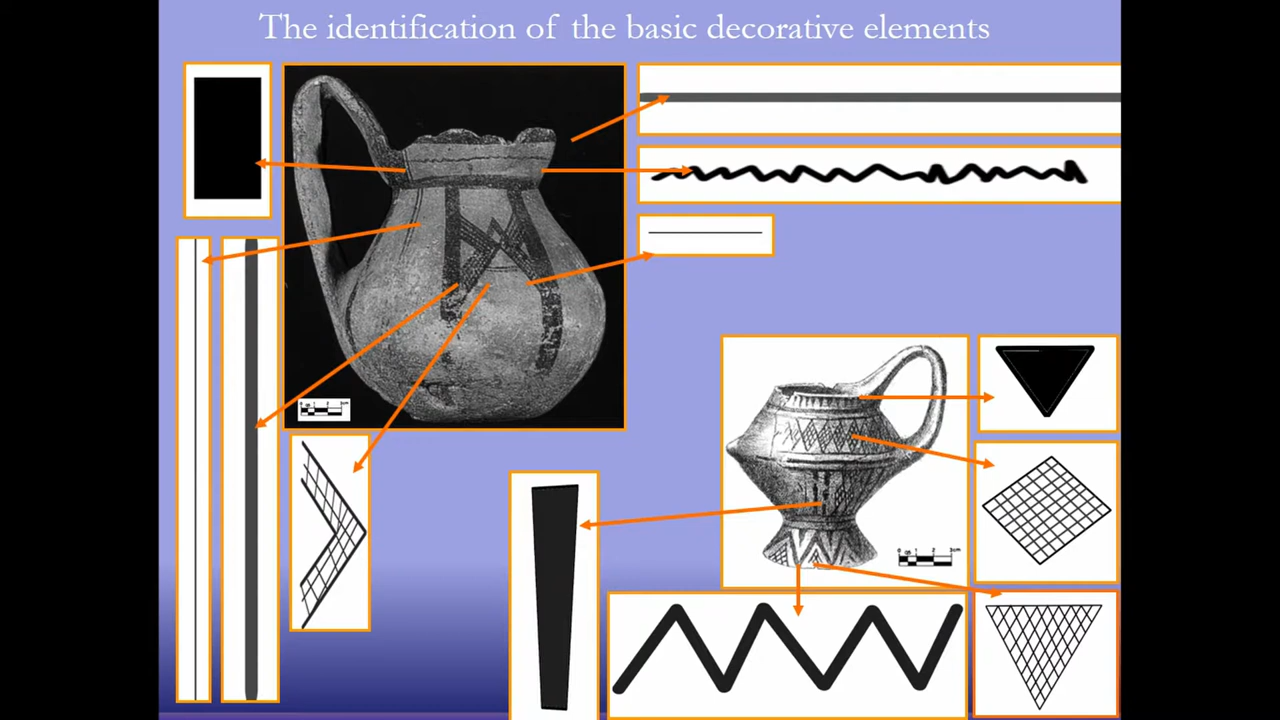 The identification of the basic decorative elements